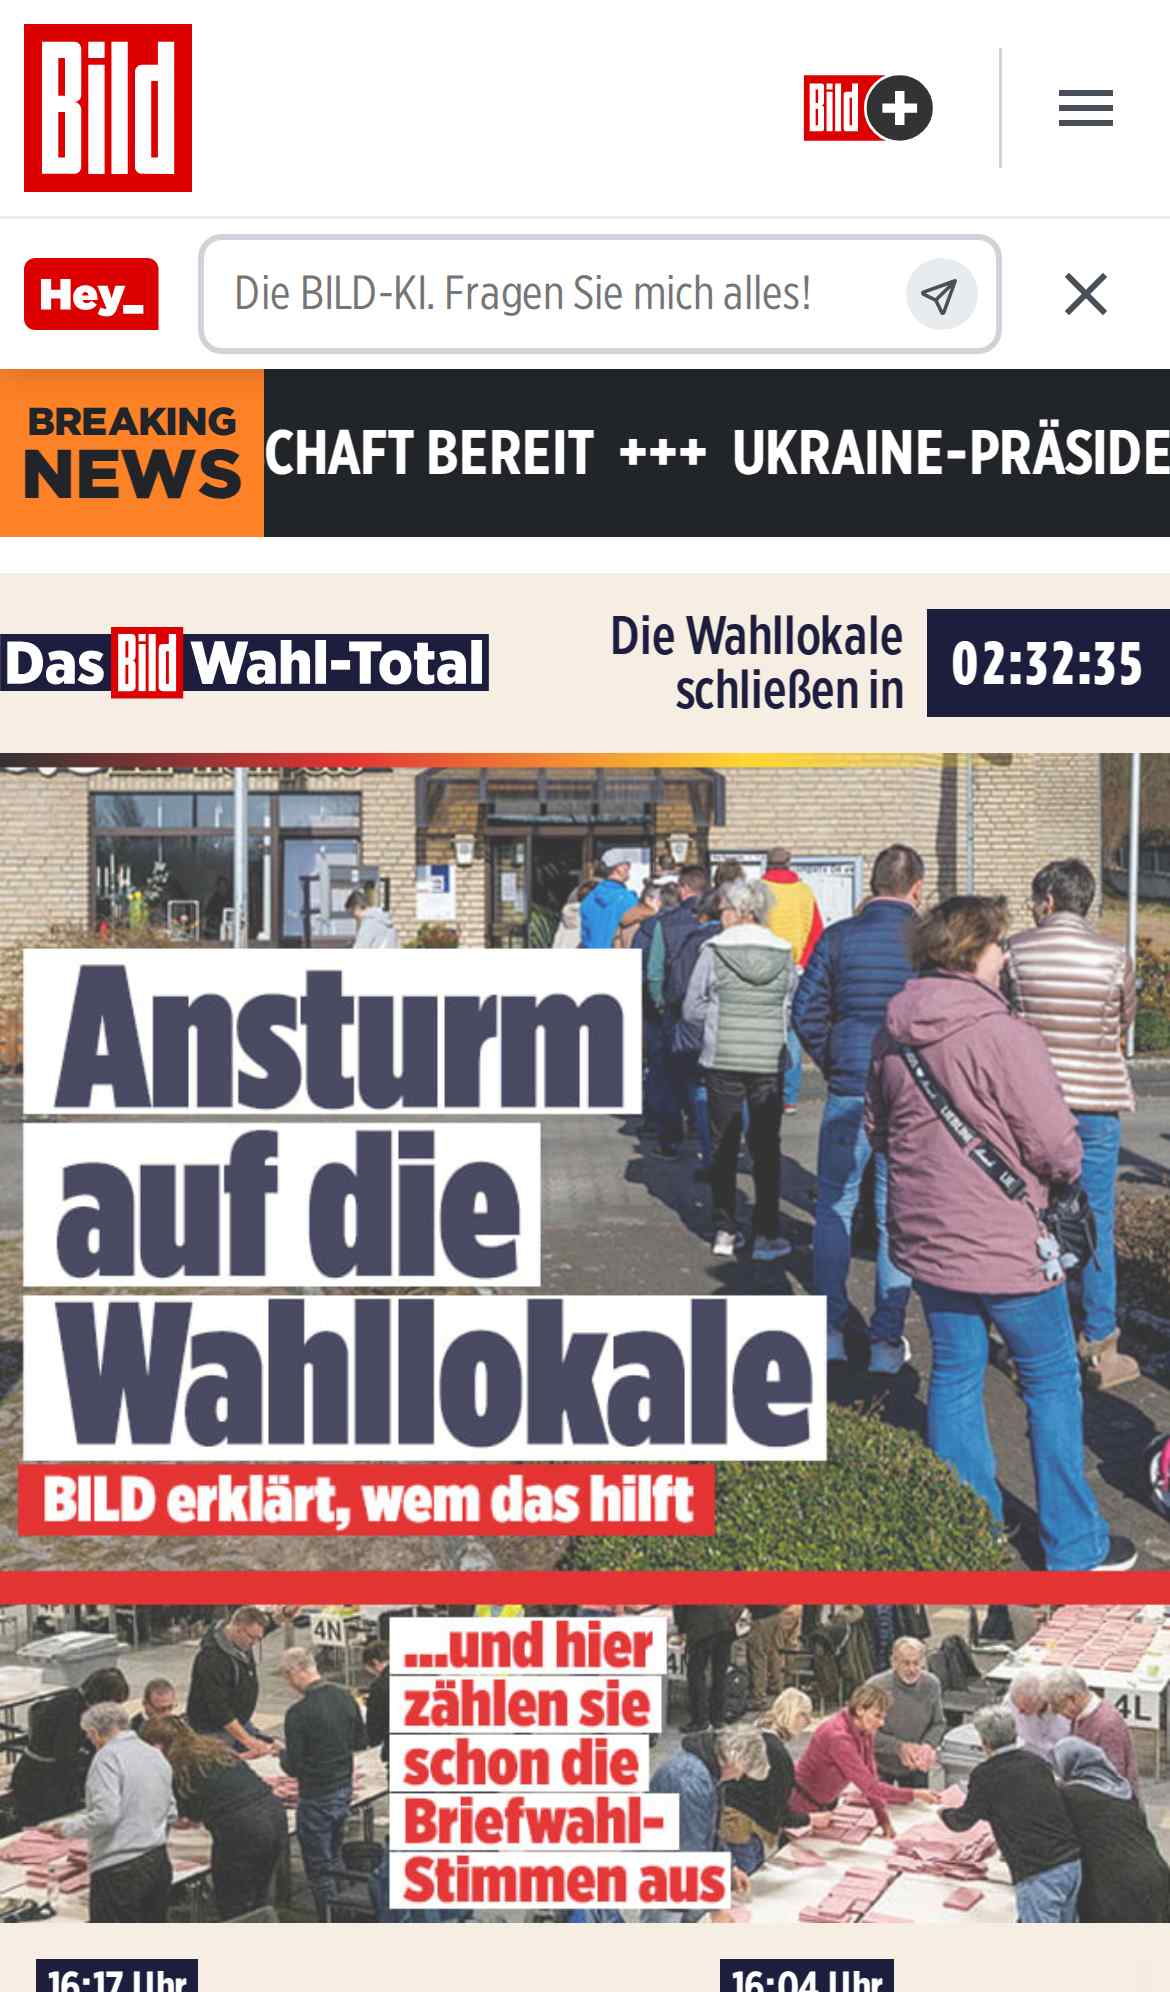 Bild
Bild
Hey_
Die BILD-KI. Fragen Sie mich alles!
BREAKING
NEWS
CHAFT BEREIT +++ UKRAINE-PRÄSIDE
Das Bild Wahl-Total
Die Wahllokale
schließen in
02:32:35
Ansturm
auf die
Wahllokale
BILD erklärt, wem das hilft
4N
4L
...und hier
zählen sie
schon die
Briefwahl-
Stimmen aus
16:17 Uhr
16:04 Uhr